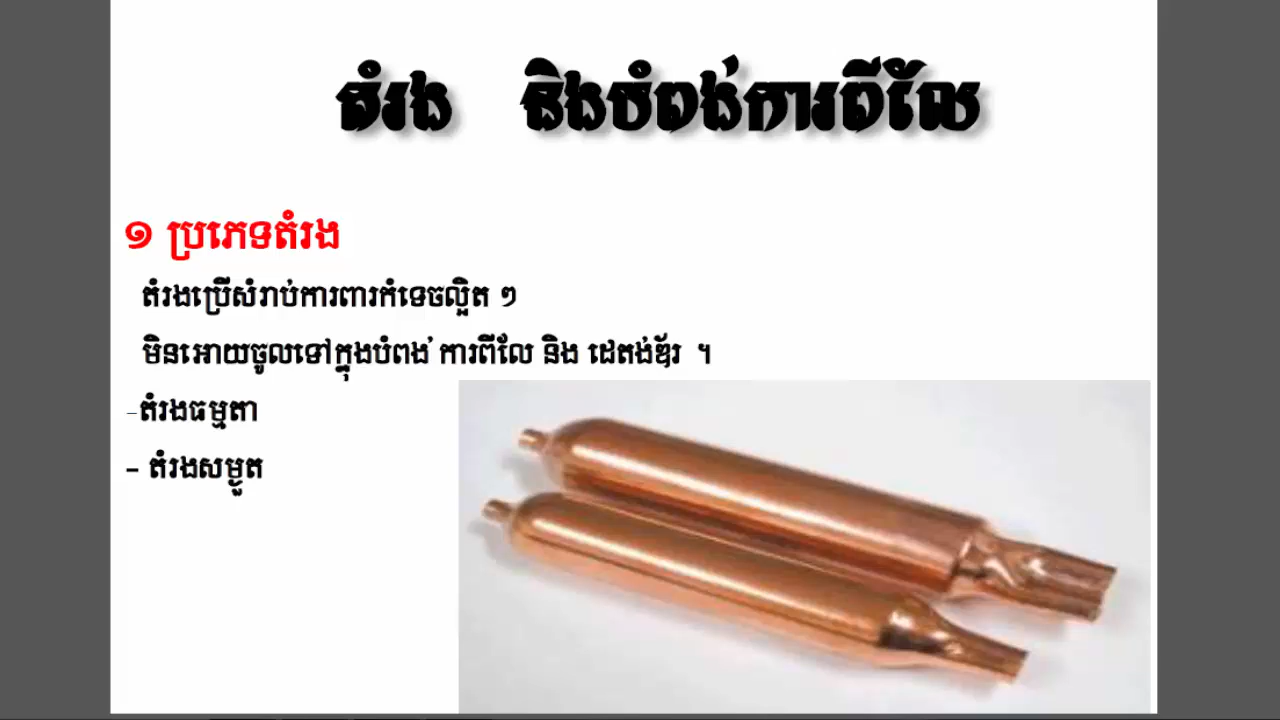 តំរង និងបំពង់ការពីលែ
១ ប្រភេទតំរង
តំរងប្រើសំរាប់ការពារកំទេចល្អិត ៗ
មិនអោយចូលទៅក្នុងបំពង់ ការពីលែ និង ដេតង់ឌ័រ ។
-តំរងធម្មតា
- តំរងសម្ងួត